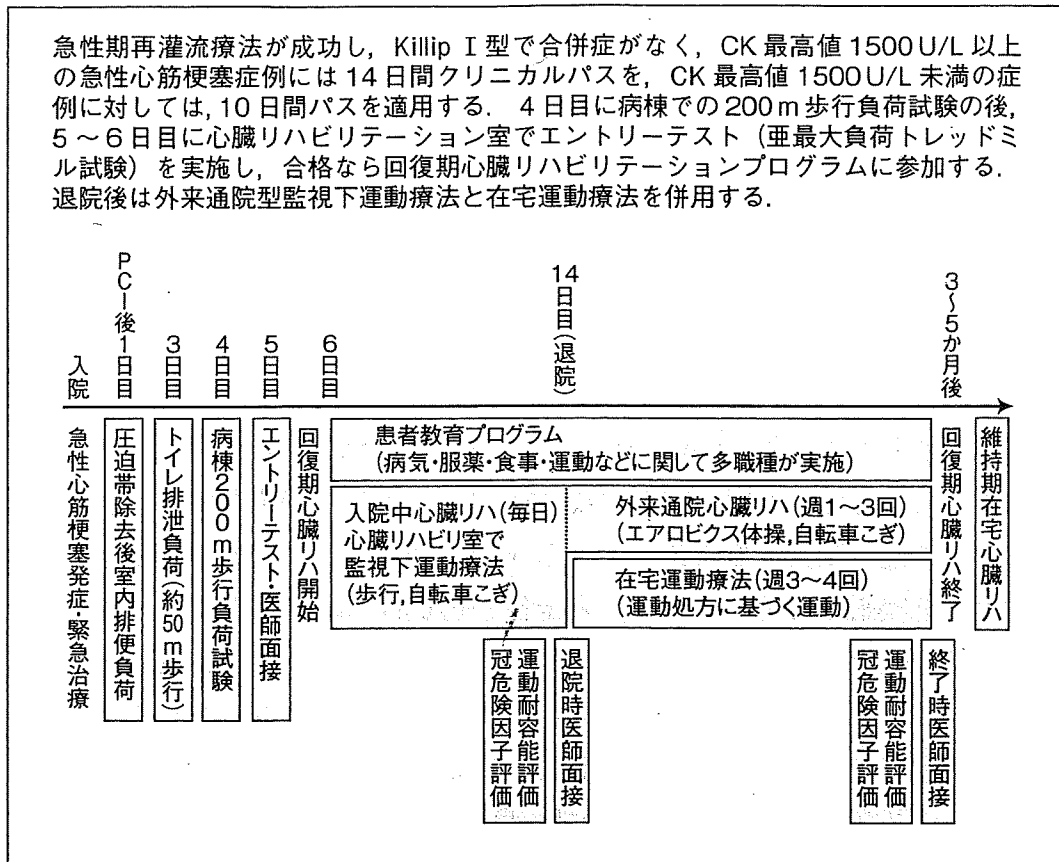 急性期再灌流療法が成功し，Killip Ⅰ型で合併症がなく，CK 最高値 1500 U/L 以上
の急性心筋梗塞症例には 14 日間クリニカルパスを，CK 最高値 1500 U/L 未満の症
例に対しては，10 日間パスを適用する． 4 日目に病棟での 200 m 歩行負荷試験の後，
5～6 日目に心臓リハビリテーション室でエントリーテスト（亜最大負荷トレッドミ
ル試験）を実施し，合格なら回復期心臓リハビリテーションプログラムに参加する．
退院後は外来通院型監視下運動療法と在宅運動療法を併用する．
入院
PCI後1日目
3日目
4日目
5日目
6日目
14日目（退院）
3～5か月後
急性心筋梗塞発症・緊急治療
圧迫帯除去後室内排便負荷
トイレ排泄負荷（約50m歩行）
病棟200m歩行負荷試験
エントリーテスト・医師面接
回復期心臓リハ開始
患者教育プログラム
（病気・服薬・食事・運動などに関して多職種が実施）
入院中心臓リハ（毎日）
心臓リハビリ室で
監視下運動療法
（歩行，自転車こぎ）
外来通院心臓リハ（週1～3回）
（エアロビクス体操，自転車こぎ）
在宅運動療法（週3～4回）
（運動処方に基づく運動）
回復期心臓リハ終了
維持期在宅心臓リハ
運動耐容能評価
冠危険因子評価
退院時医師面接
運動耐容能評価
冠危険因子評価
終了時医師面接